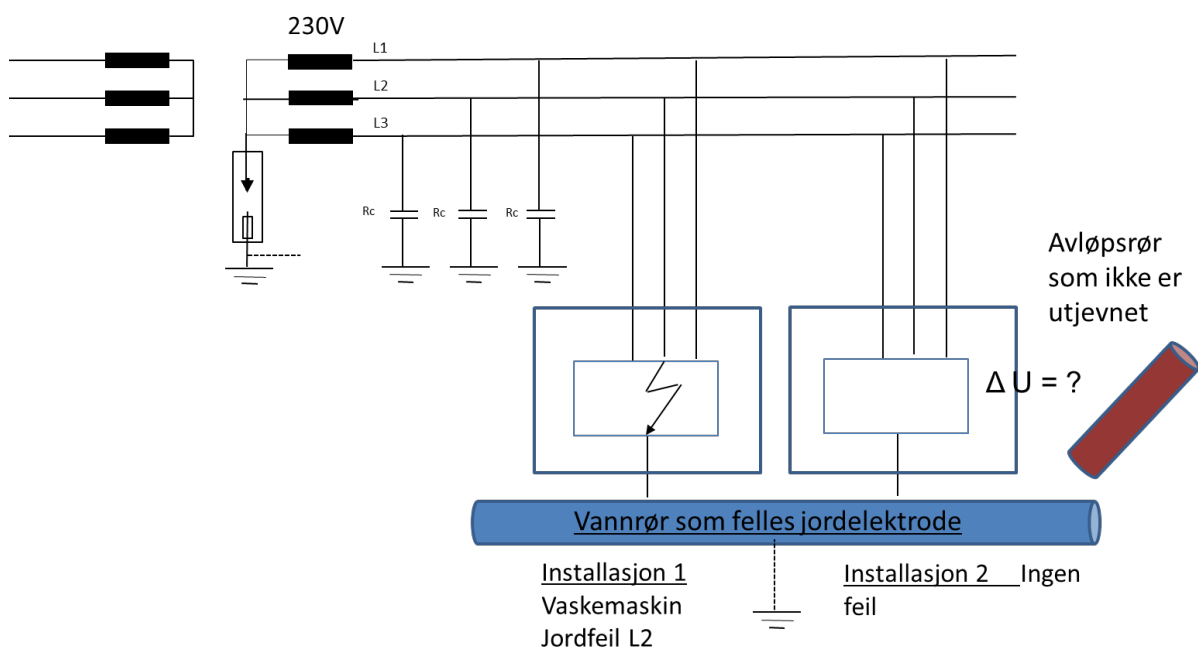 230V
L1
L2
L3
Rc
Rc
Rc
Avløpsrør
som ikke er
utjevnet
Δ U = ?
Vannrør som felles jordelektrode
Installasjon 1
Vaskemaskin
Jordfeil L2
Installasjon 2 Ingen
feil